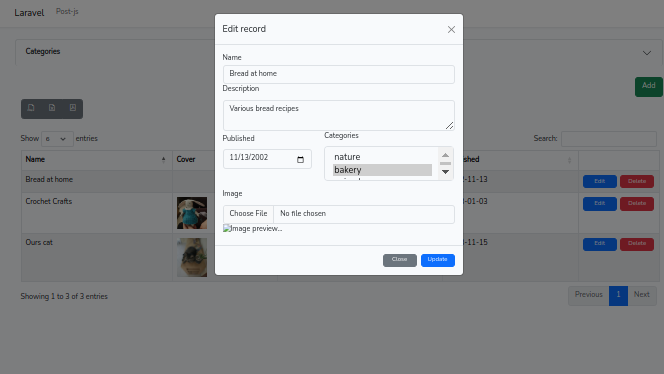 Laravel Post-js
Edit record
Categories
Name
Bread at home
Add
Description
Various bread recipes
Show entries
Published
Categories
Search:
11/13/2002
nature
bakery
Name Cover shed
Bread at home -11-13 Edit Delete
Image
Crochet Crafts -01-03 Edit Delete
Choose File No file chosen
Image preview...
Ours cat -11-15 Edit Delete
Close Update
Showing 1 to 3 of 3 entries
Previous 1 Next